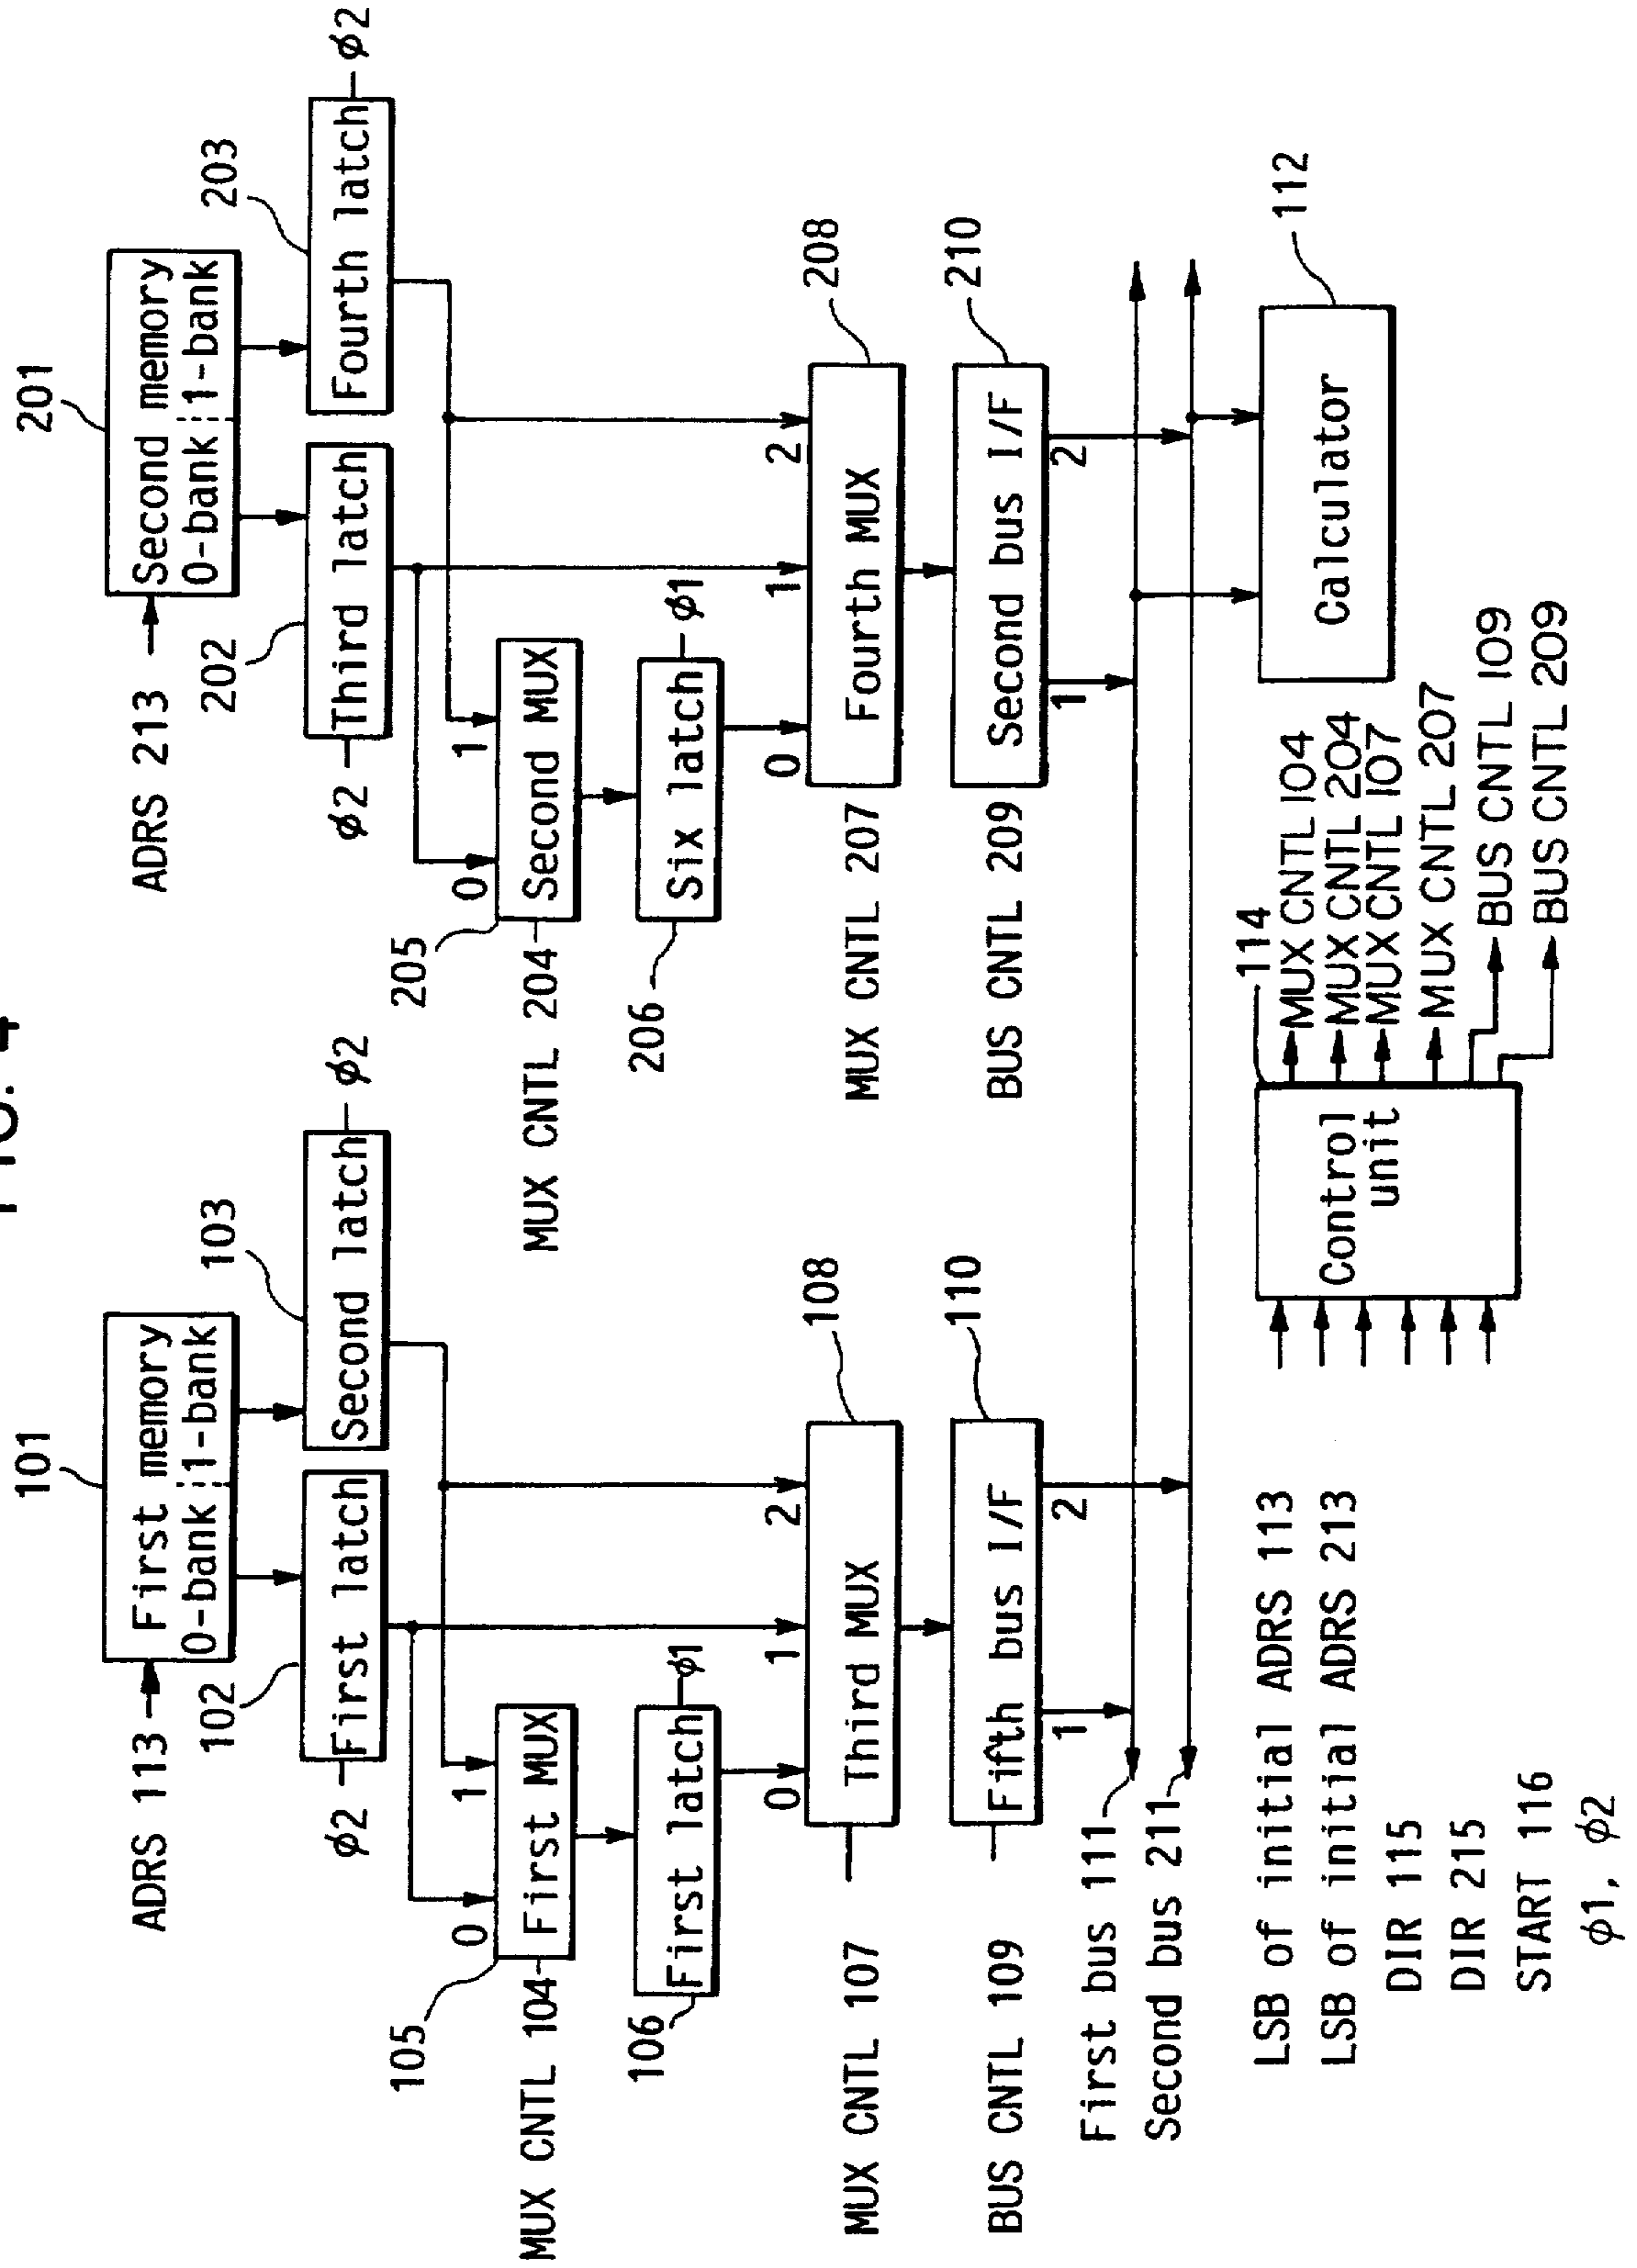 FIG. 4
101
201
ADRS 113
First memory
0-bank 1-bank
ADRS 213
Second memory
0-bank 1-bank
102
103
202
203
φ2
First latch
Second latch
φ2
φ2
Third latch
Fourth latch
φ2
105
0
1
205
0
1
MUX CNTL 104
First MUX
MUX CNTL 204
Second MUX
106
First latch
φ1
206
Six latch
φ1
0
1
2
108
0
1
2
208
MUX CNTL 107
Third MUX
MUX CNTL 207
Fourth MUX
110
210
BUS CNTL 109
Fifth bus I/F
BUS CNTL 209
Second bus I/F
1
2
1
2
First bus 111
Second bus 211
114
112
LSB of initial ADRS 113
LSB of initial ADRS 213
DIR 115
DIR 215
START 116
φ1, φ2
Control
unit
MUX CNTL 104
MUX CNTL 204
MUX CNTL 107
MUX CNTL 207
BUS CNTL 109
BUS CNTL 209
Calculator